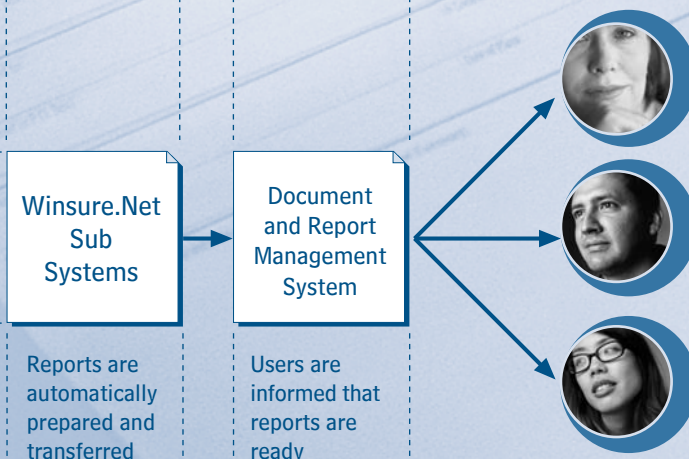 Winsure.Net
Sub
Systems
Document
and Report
Management
System
Reports are
automatically
prepared and
transferred
Users are
informed that
reports are
ready